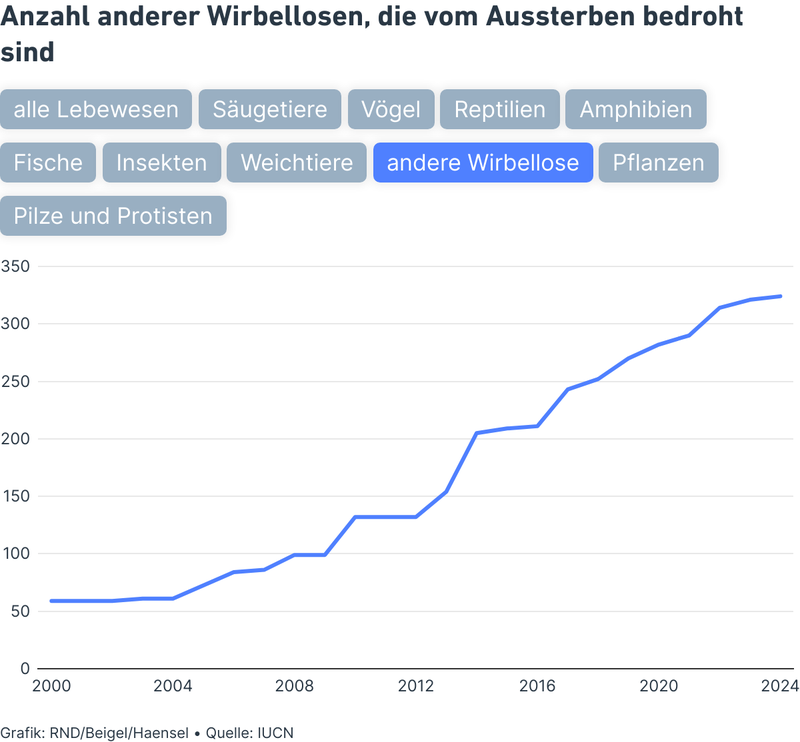 Anzahl anderer Wirbellosen, die vom Aussterben bedroht
sind
alle Lebewesen Säugetiere Vögel Reptilien Amphibien
Fische Insekten Weichtiere andere Wirbellose Pflanzen
Pilze und Protisten
350
300
250
200
150
100
50
0
2000 2004 2008 2012 2016 2020 2024
Grafik: RND/Beigel/Haensel • Quelle: IUCN